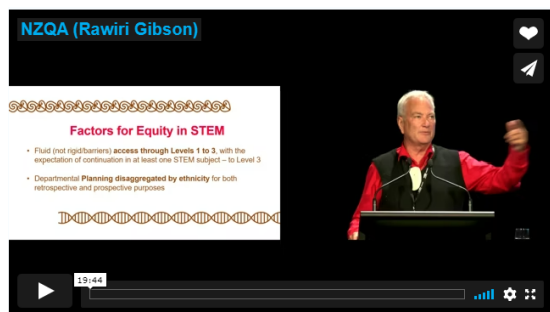 NZQA (Rawiri Gibson)
Factors for Equity in STEM
• Fluid (not rigid/barriers) access through Levels 1 to 3, with the
expectation of continuation in at least one STEM subject – to Level 3
• Departmental Planning disaggregated by ethnicity for both
retrospective and prospective purposes
19:44